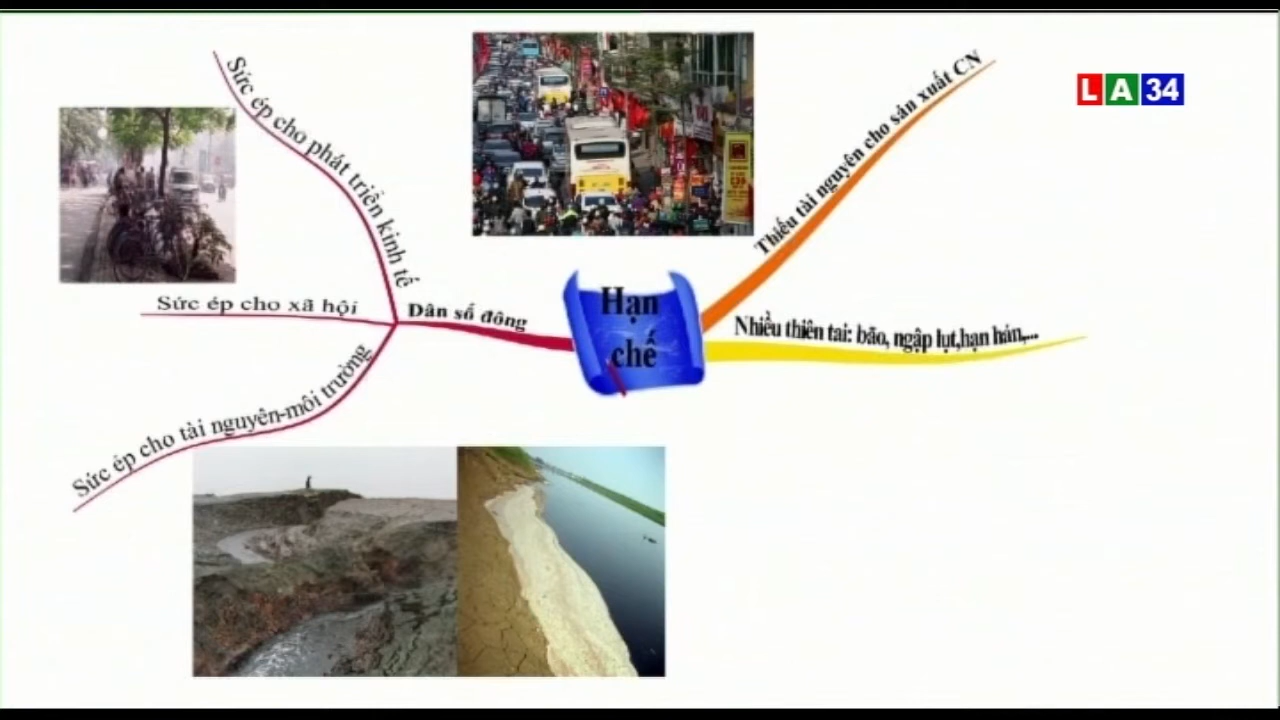 LA34
Hạn
chế
Dân số đông
Sức ép cho phát triển kinh tế
Sức ép cho xã hội
Sức ép cho tài nguyên-môi trường
Thiếu tài nguyên cho sản xuất CN
Nhiều thiên tai: bão, ngập lụt,hạn hán,...